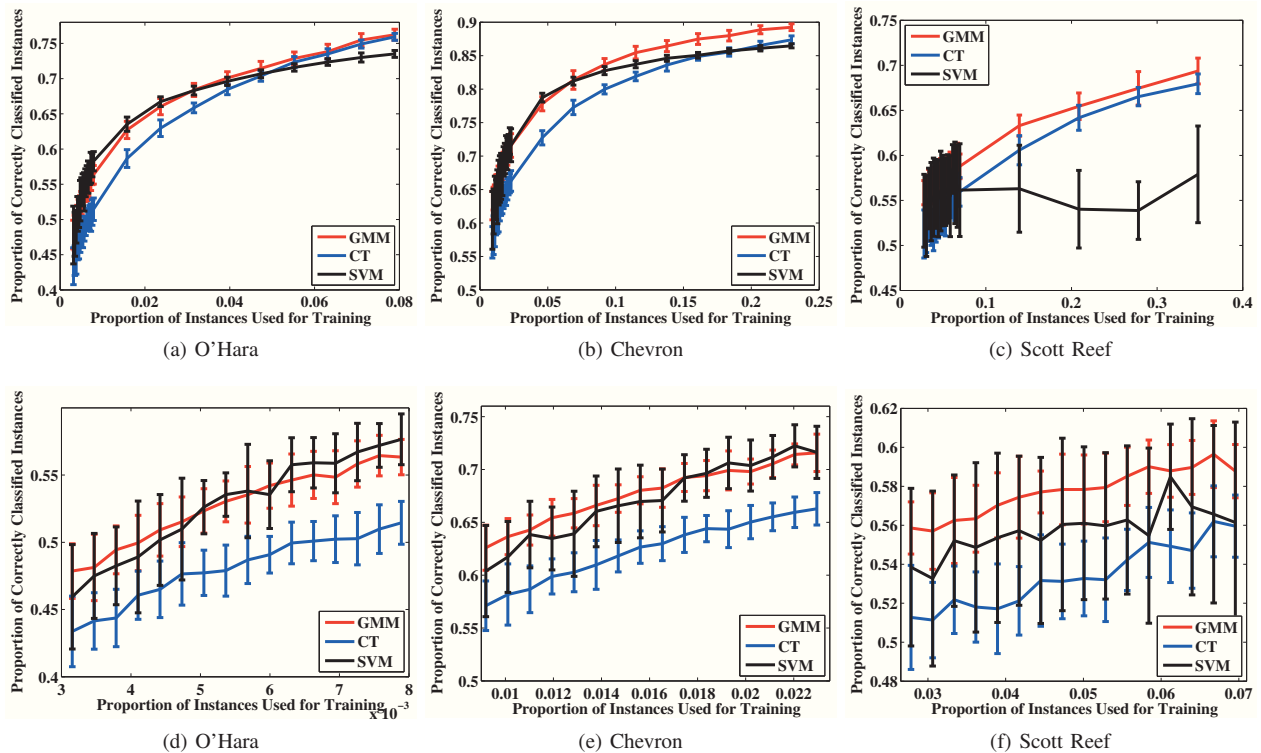 Proportion of Correctly Classified Instances
0.75
0.7
0.65
0.6
0.55
0.5
0.45
0.4
0
0.02
0.04
0.06
0.08
GMM
CT
SVM
Proportion of Instances Used for Training
(a) O'Hara
Proportion of Correctly Classified Instances
0.9
0.85
0.8
0.75
0.7
0.65
0.6
0.55
0.5
0
0.05
0.1
0.15
0.2
0.25
GMM
CT
SVM
Proportion of Instances Used for Training
(b) Chevron
Proportion of Correctly Classified Instances
0.75
0.7
0.65
0.6
0.55
0.5
0.45
0
0.1
0.2
0.3
0.4
GMM
CT
SVM
Proportion of Instances Used for Training
(c) Scott Reef
Proportion of Correctly Classified Instances
0.55
0.5
0.45
0.4
3
4
5
6
7
8
GMM
CT
SVM
Proportion of Instances Used for Training
x 10⁻³
(d) O'Hara
Proportion of Correctly Classified Instances
0.75
0.7
0.65
0.6
0.55
0.5
0.01
0.012
0.014
0.016
0.018
0.02
0.022
GMM
CT
SVM
Proportion of Instances Used for Training
(e) Chevron
Proportion of Correctly Classified Instances
0.62
0.6
0.58
0.56
0.54
0.52
0.5
0.48
0.03
0.04
0.05
0.06
0.07
GMM
CT
SVM
Proportion of Instances Used for Training
(f) Scott Reef